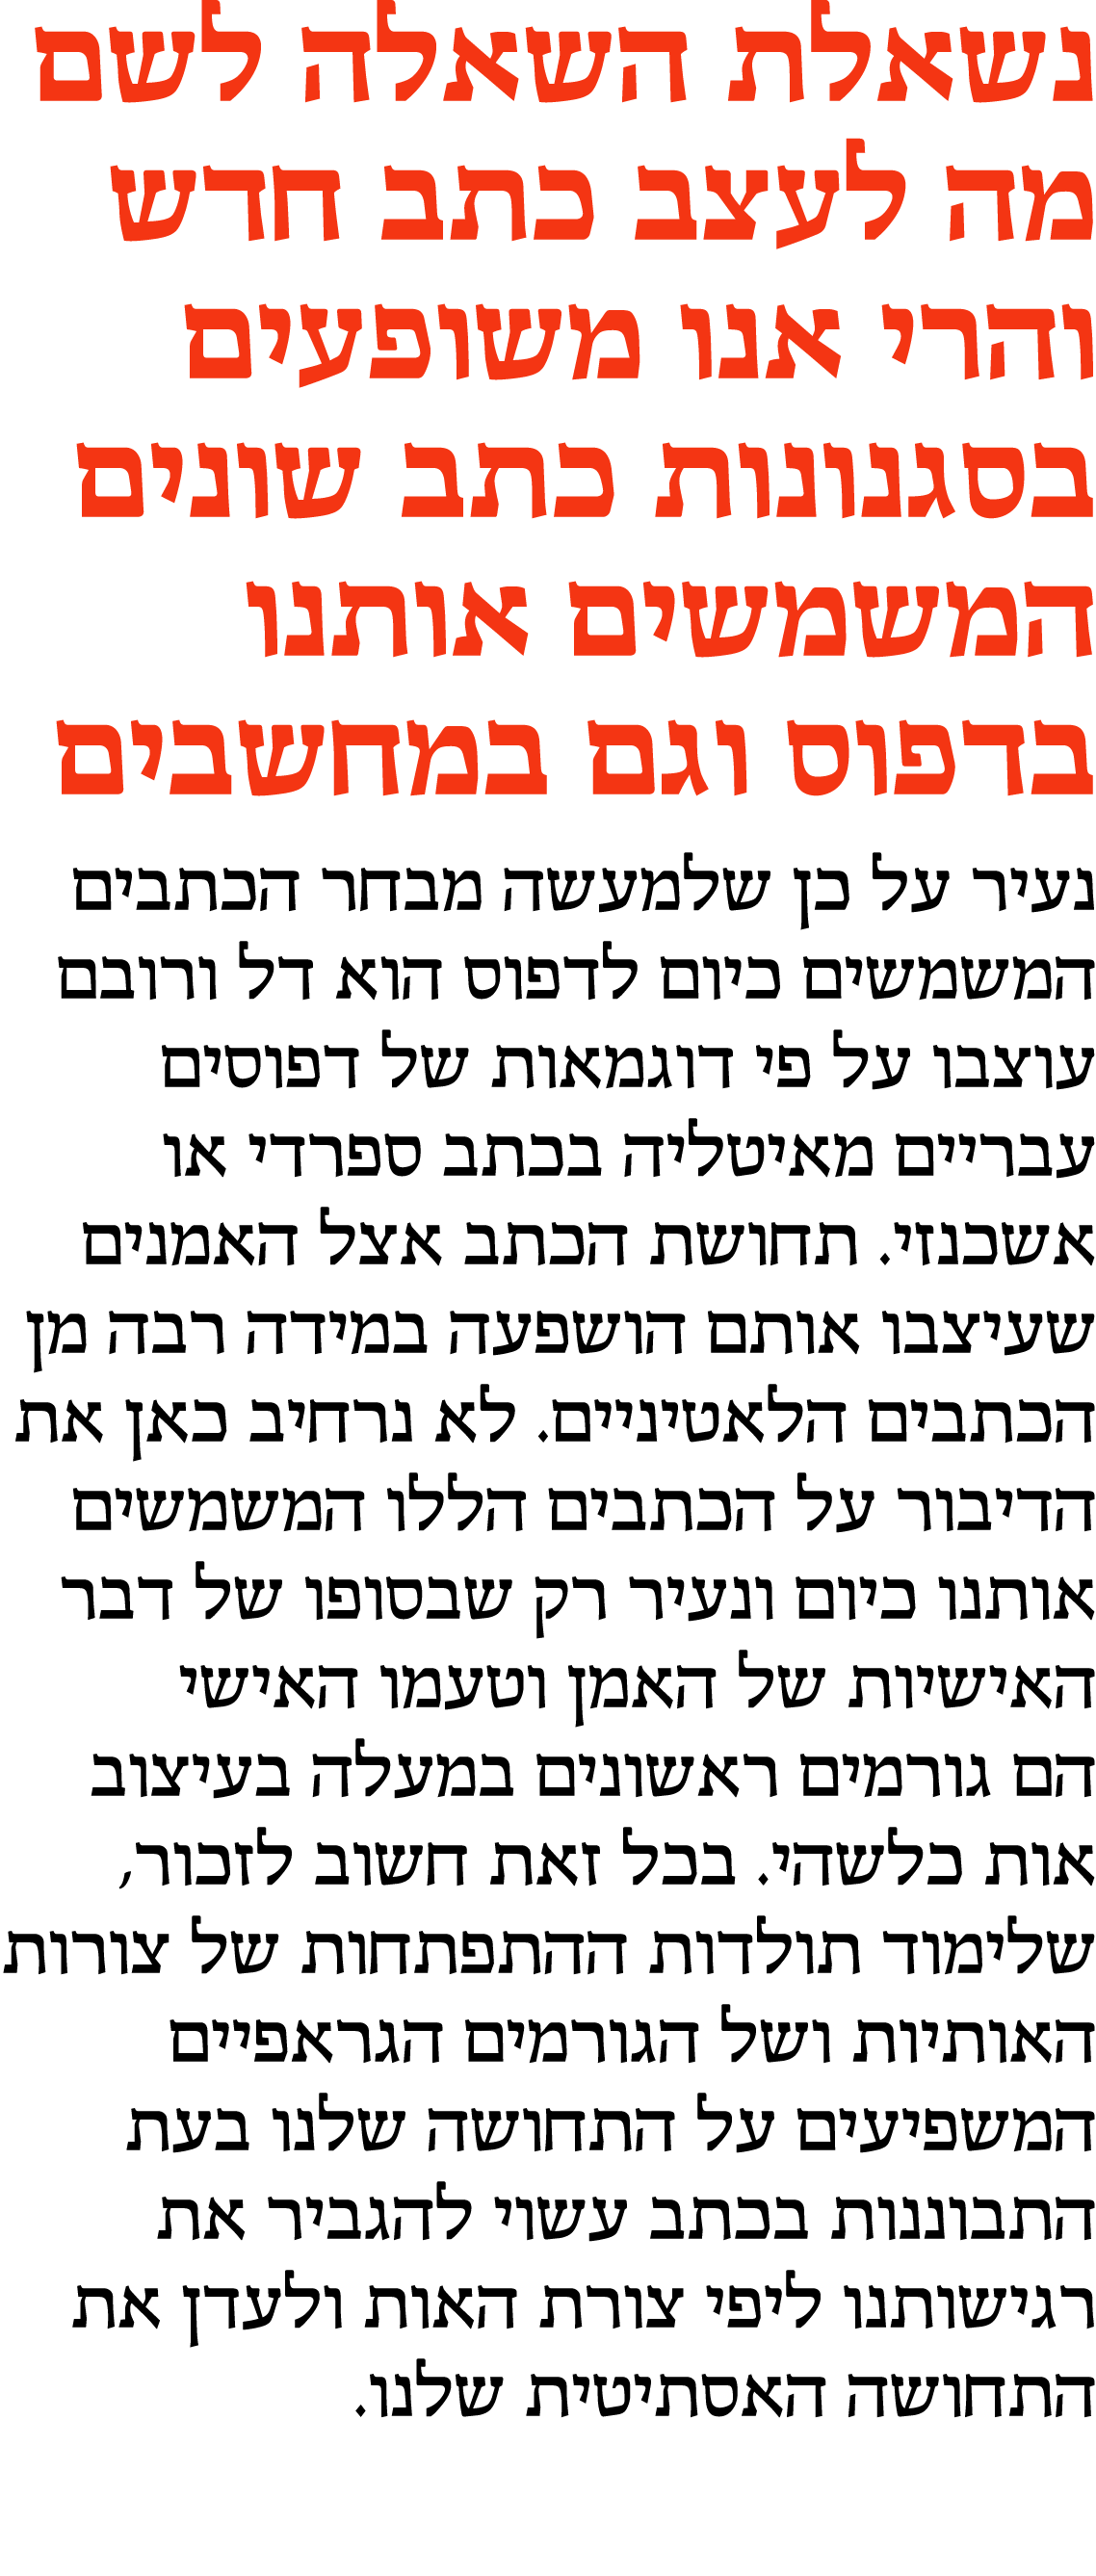 נשאלת השאלה לשם
מה לעצב כתב חדש
והרי אנו משופעים
בסגנונות כתב שונים
המשמשים אותנו
בדפוס וגם במחשבים
נעיר על כן שלמעשה מבחר הכתבים
המשמשים כיום לדפוס הוא דל ורובם
עוצבו על פי דוגמאות של דפוסים
עבריים מאיטליה בכתב ספרדי או
אשכנזי. תחושת הכתב אצל האמנים
שעיצבו אותם הושפעה במידה רבה מן
הכתבים הלאטיניים. לא נרחיב כאן את
הדיבור על הכתבים הללו המשמשים
אותנו כיום ונעיר רק שבסופו של דבר
האישיות של האמן וטעמו האישי
הם גורמים ראשונים במעלה בעיצוב
אות כלשהי. בכל זאת חשוב לזכור,
שלימוד תולדות ההתפתחות של צורות
האותיות ושל הגורמים הגראפיים
המשפיעים על התחושה שלנו בעת
התבוננות בכתב עשוי להגביר את
רגישותנו ליפי צורת האות ולעדן את
התחושה האסתיטית שלנו.